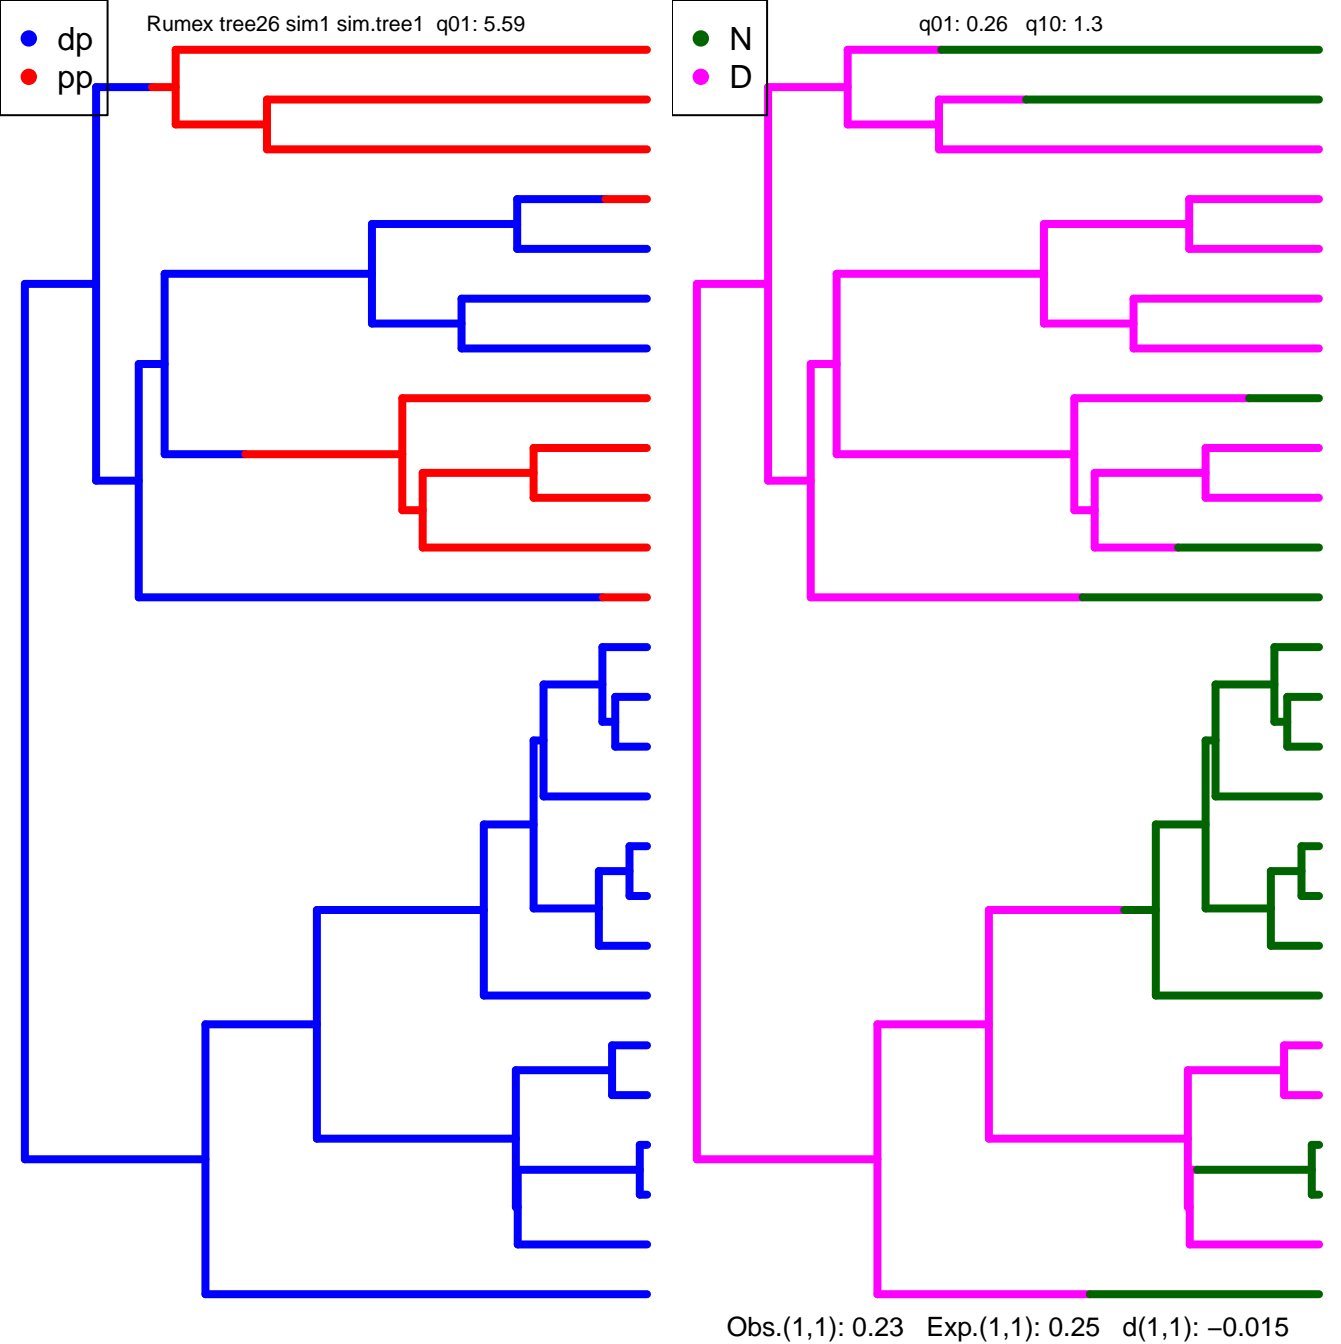 Rumex tree26 sim1 sim.tree1 q01: 5.59
dp
pp
q01: 0.26 q10: 1.3
N
D
Obs.(1,1): 0.23 Exp.(1,1): 0.25 d(1,1): −0.015